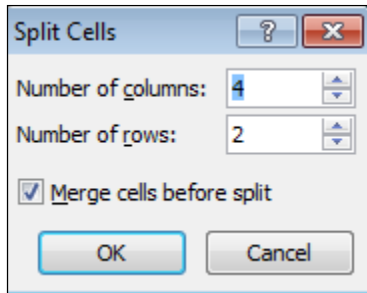 Split Cells ?
Number of columns: 4
Number of rows: 2
Merge cells before split
OK Cancel